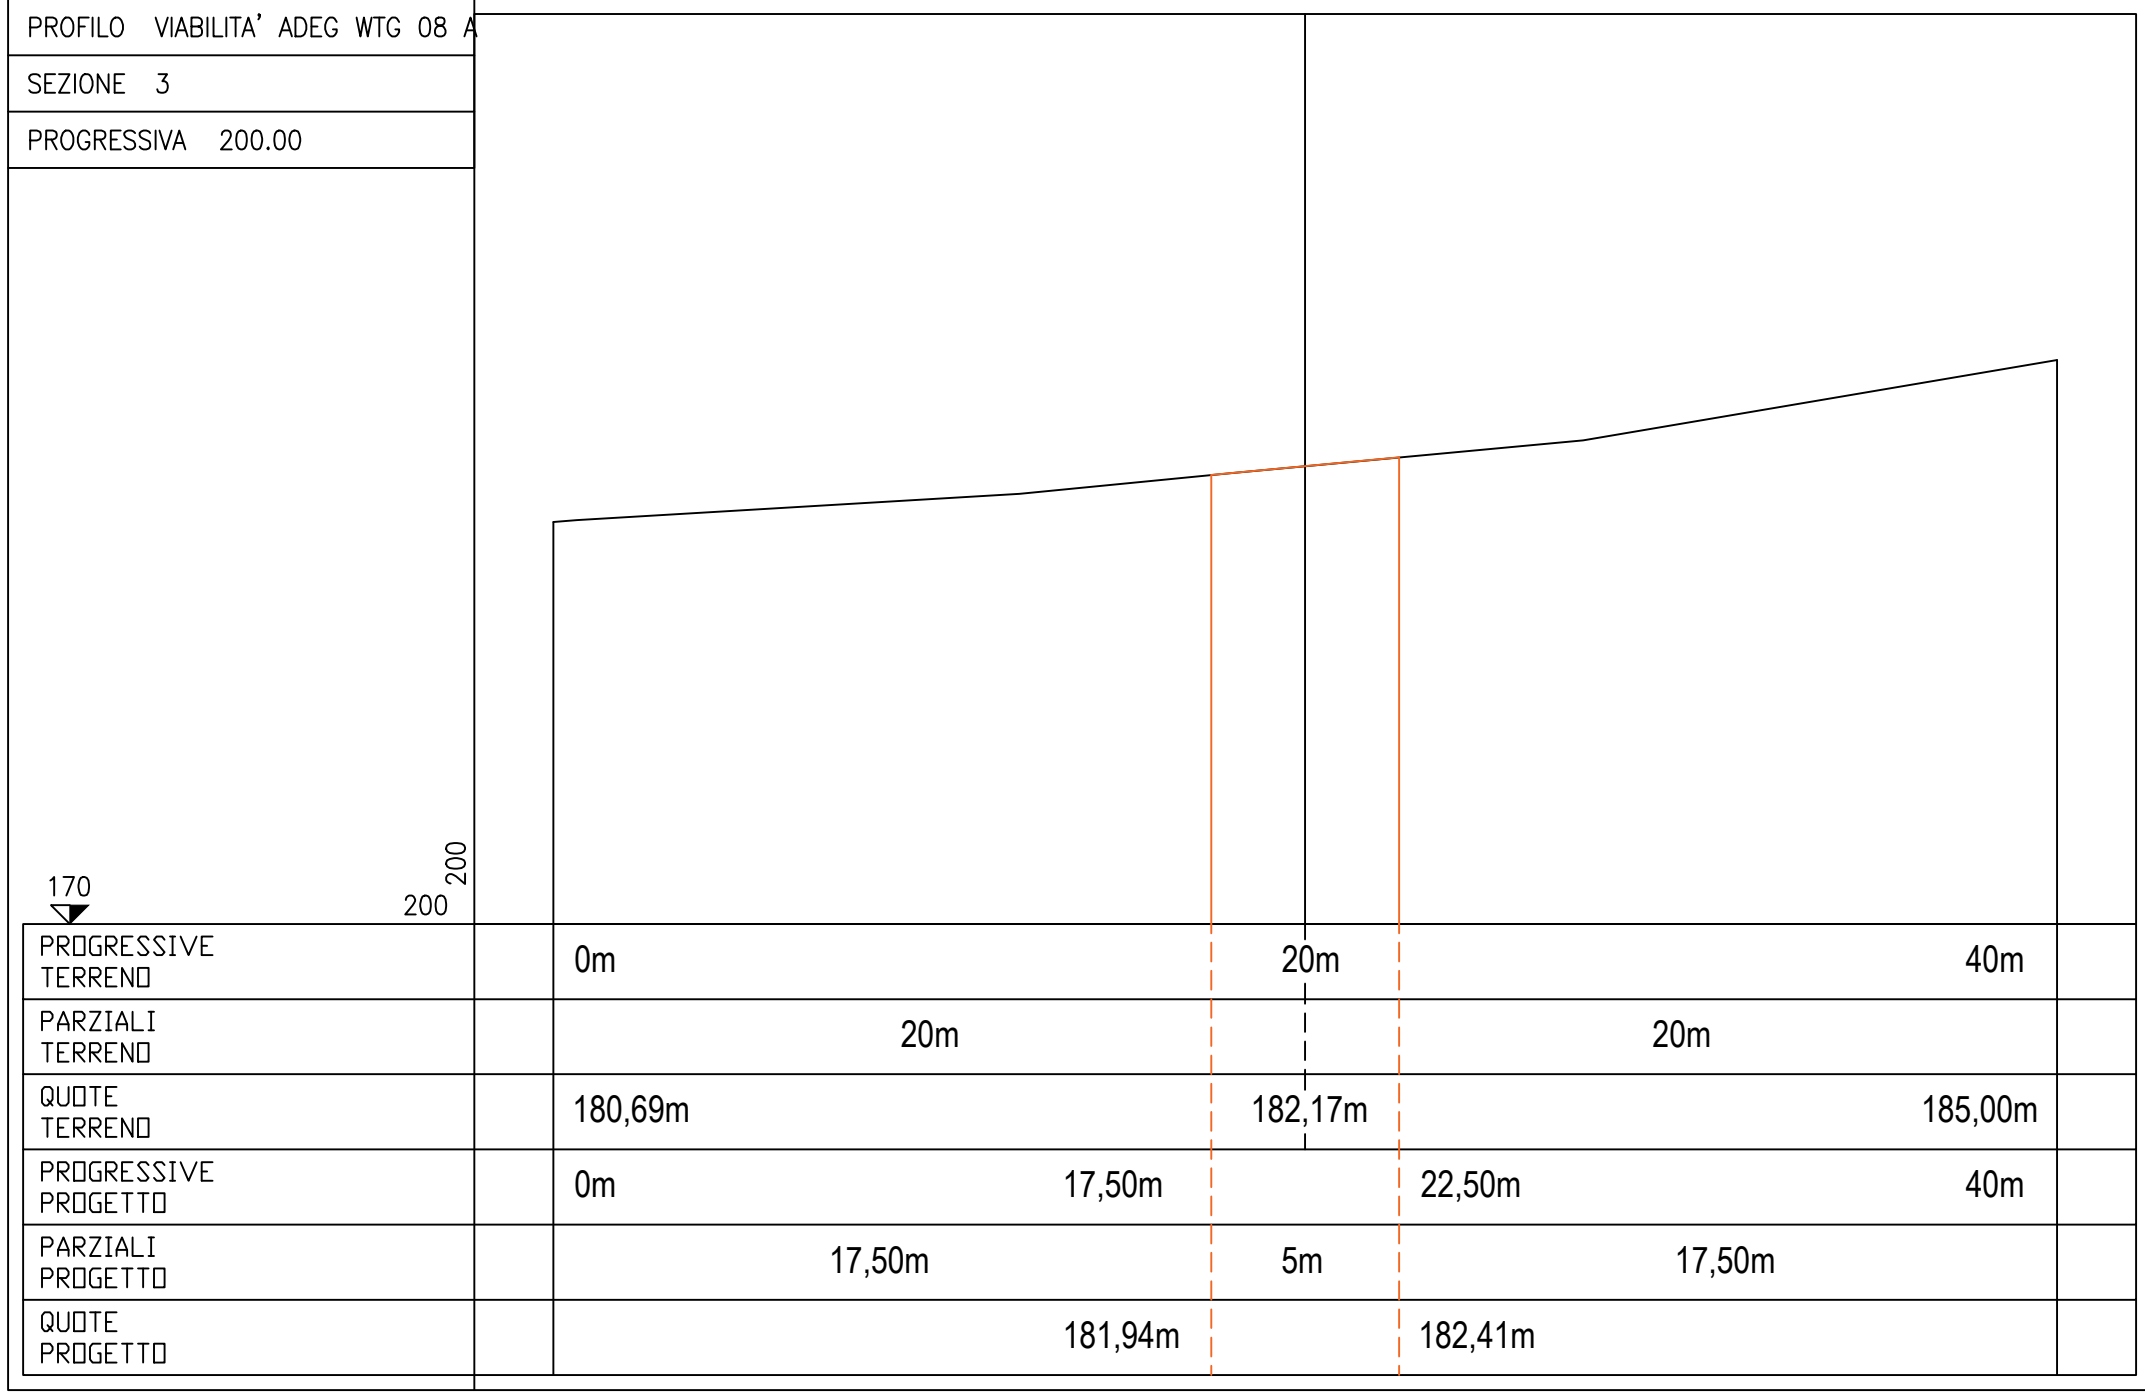 PROFILO VIABILITA' ADEG WTG 08 A
SEZIONE 3
PROGRESSIVA 200.00
200
170
200
PROGRESSIVE
TERRENO
0m 20m 40m
PARZIALI
TERRENO
20m 20m
QUOTE
TERRENO
180,69m 182,17m 185,00m
PROGRESSIVE
PROGETTO
0m 17,50m 22,50m 40m
PARZIALI
PROGETTO
17,50m 5m 17,50m
QUOTE
PROGETTO
181,94m 182,41m